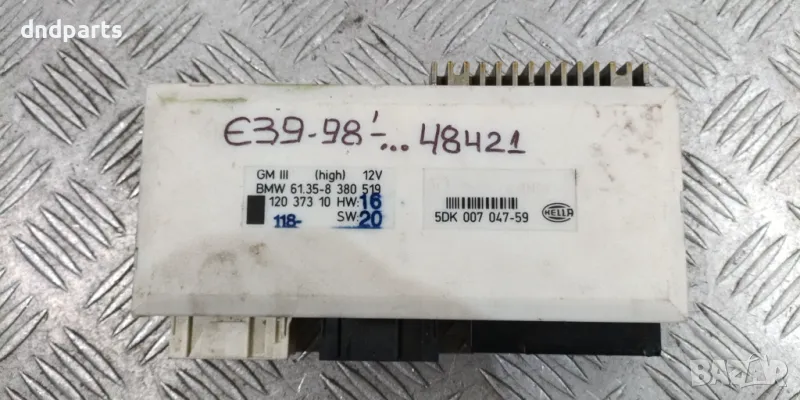 dndparts
E39-98'-... 48421
GM III (high) 12V
BMW 61.35-8 380 519
120 373 10 HW: 16
118- SW: 20
5DK 007 047-59 HELLA
BAZAR